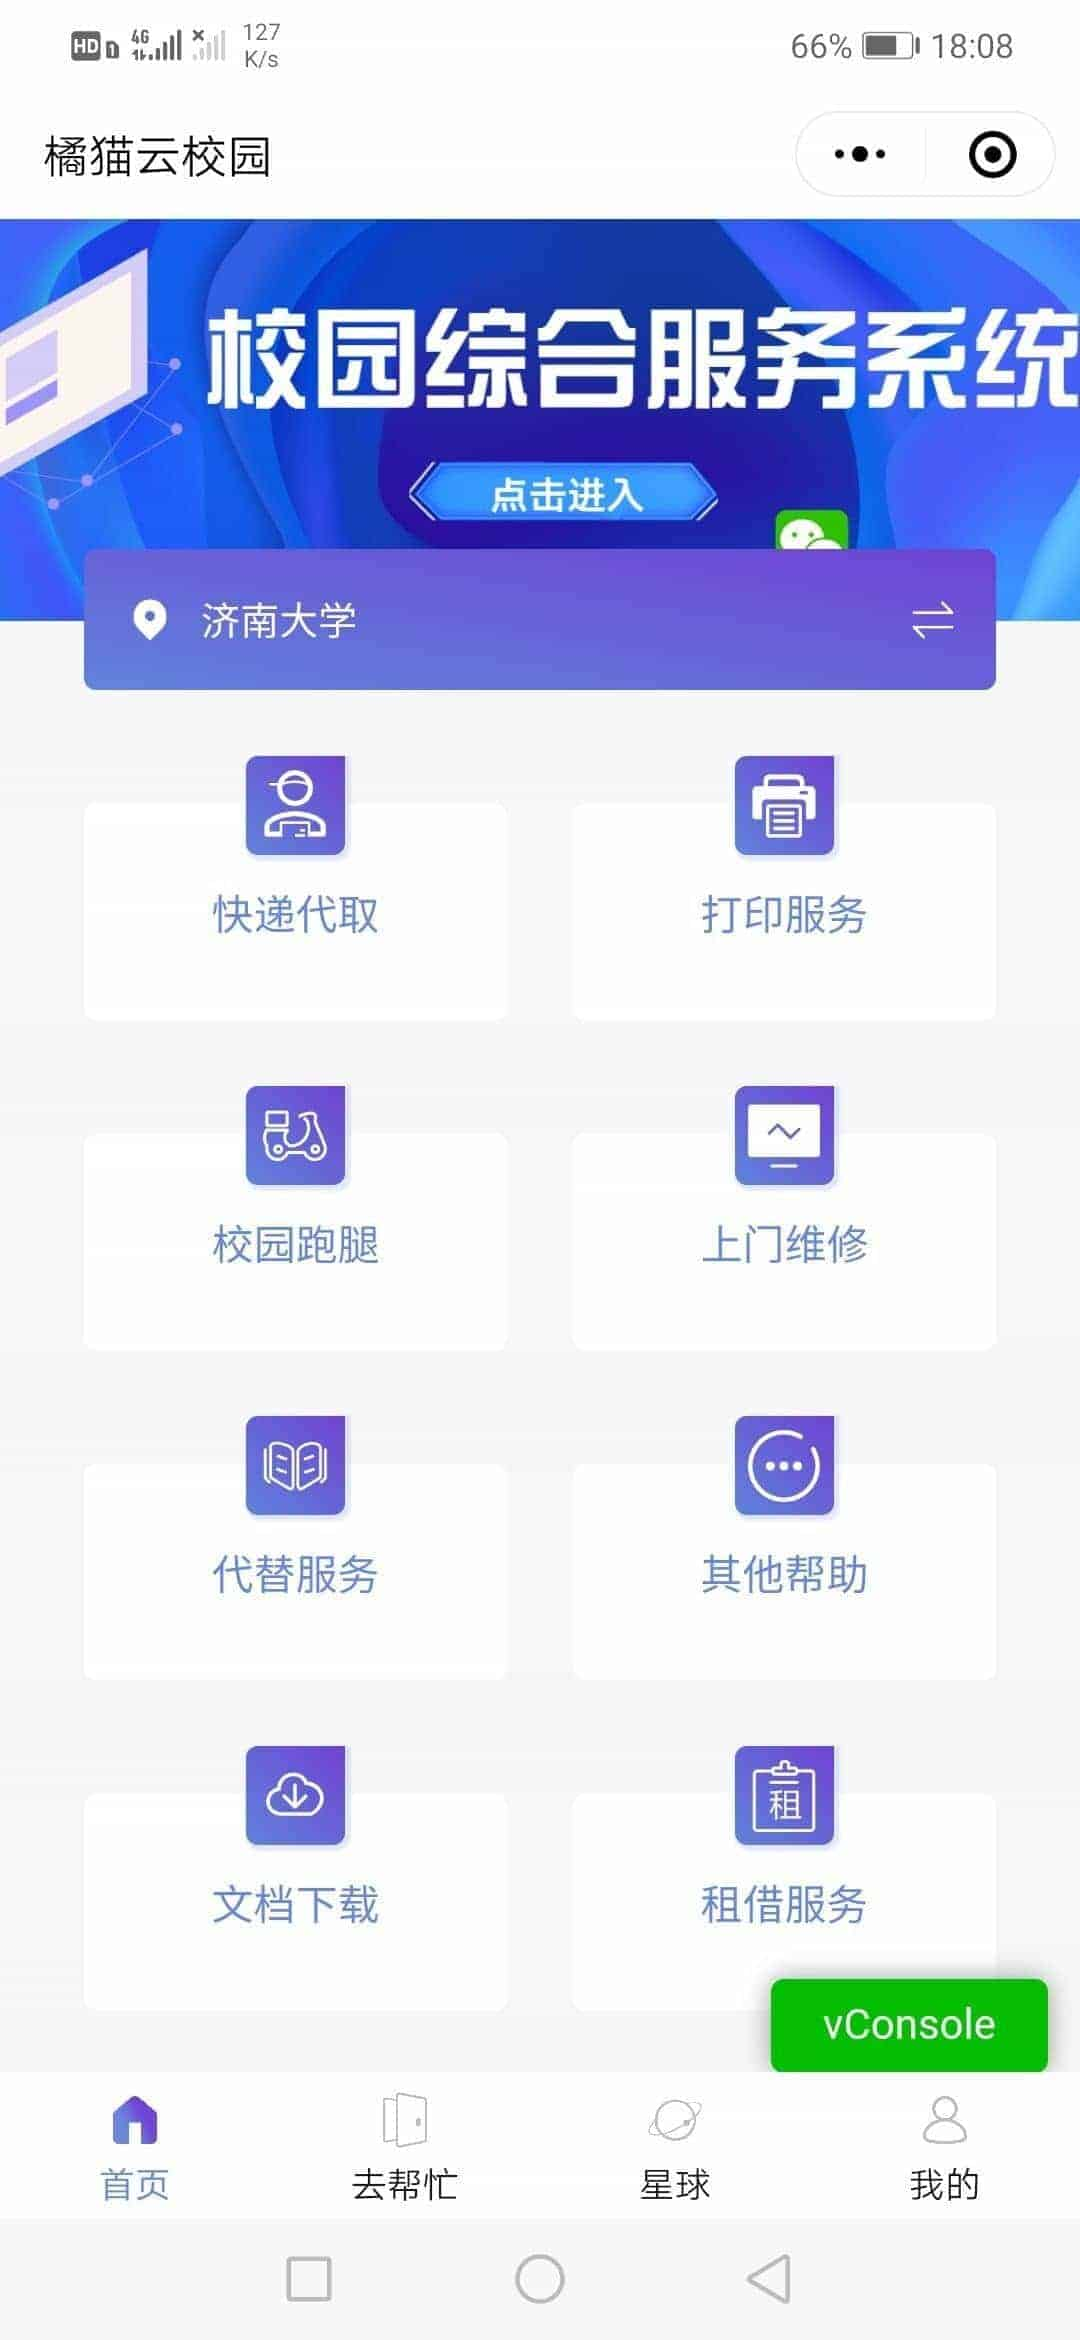 HD 1 4G 127 K/s 66% 18:08
橘猫云校园
校园综合服务系统
点击进入
济南大学
快递代取 打印服务
校园跑腿 上门维修
代替服务 其他帮助
租
文档下载 租借服务
vConsole
首页 去帮忙 星球 我的